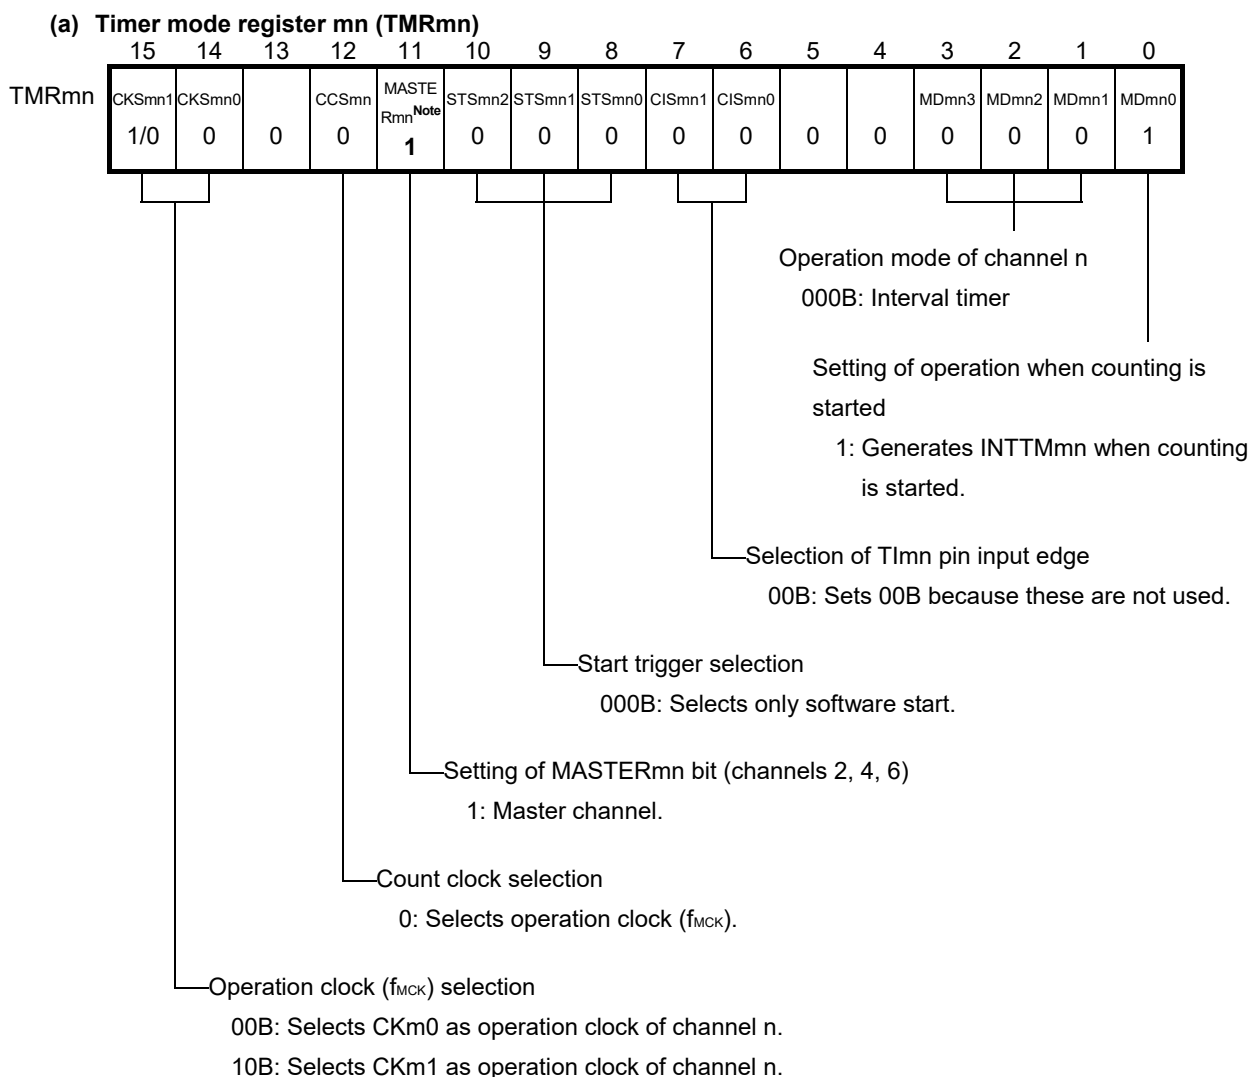 (a) Timer mode register mn (TMRmn)
15 14 13 12 11 10 9 8 7 6 5 4 3 2 1 0
TMRmn CKSmn1 CKSmn0 CCSmn MASTE STSmn2 STSmn1 STSmn0 CISmn1 CISmn0 MDmn3 MDmn2 MDmn1 MDmn0
RmnNote
1/0 0 0 0 1 0 0 0 0 0 0 0 0 0 0 1
Operation mode of channel n
000B: Interval timer
Setting of operation when counting is
started
1: Generates INTTMmn when counting
is started.
Selection of TImn pin input edge
00B: Sets 00B because these are not used.
Start trigger selection
000B: Selects only software start.
Setting of MASTERmn bit (channels 2, 4, 6)
1: Master channel.
Count clock selection
0: Selects operation clock (fMCK).
Operation clock (fMCK) selection
00B: Selects CKm0 as operation clock of channel n.
10B: Selects CKm1 as operation clock of channel n.